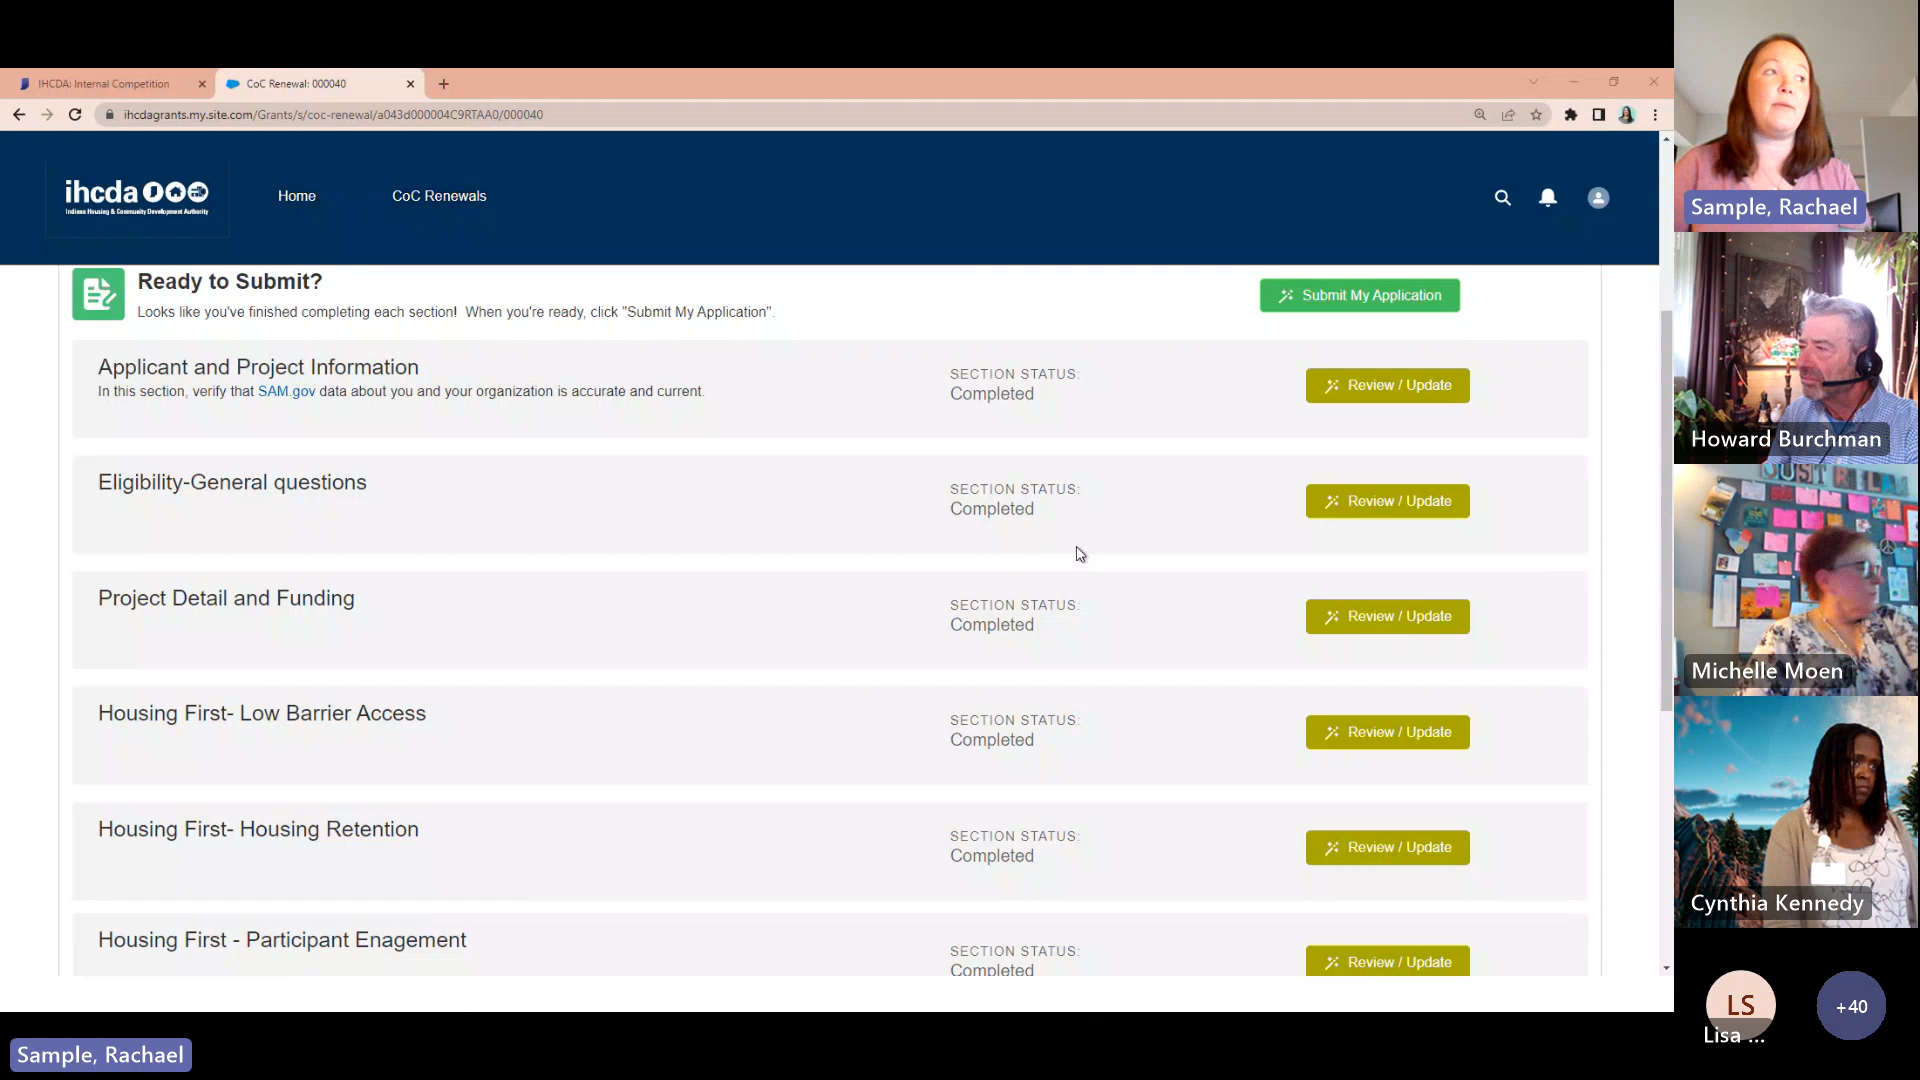 IHCDA: Internal Competition
CoC Renewal: 000040
ihcdagrants.my.site.com/Grants/s/coc-renewal/a043d000004C9RTAA0/000040
ihcda
Indiana Housing & Community Development Authority
Home
CoC Renewals
Ready to Submit?
Looks like you've finished completing each section! When you're ready, click "Submit My Application".
Submit My Application
Applicant and Project Information
In this section, verify that SAM.gov data about you and your organization is accurate and current.
SECTION STATUS:
Completed
Review / Update
Eligibility-General questions
SECTION STATUS:
Completed
Review / Update
Project Detail and Funding
SECTION STATUS:
Completed
Review / Update
Housing First- Low Barrier Access
SECTION STATUS:
Completed
Review / Update
Housing First- Housing Retention
SECTION STATUS:
Completed
Review / Update
Housing First - Participant Enagement
SECTION STATUS:
Completed
Review / Update
Sample, Rachael
Howard Burchman
Michelle Moen
Cynthia Kennedy
LS
Lisa ...
+40
Sample, Rachael